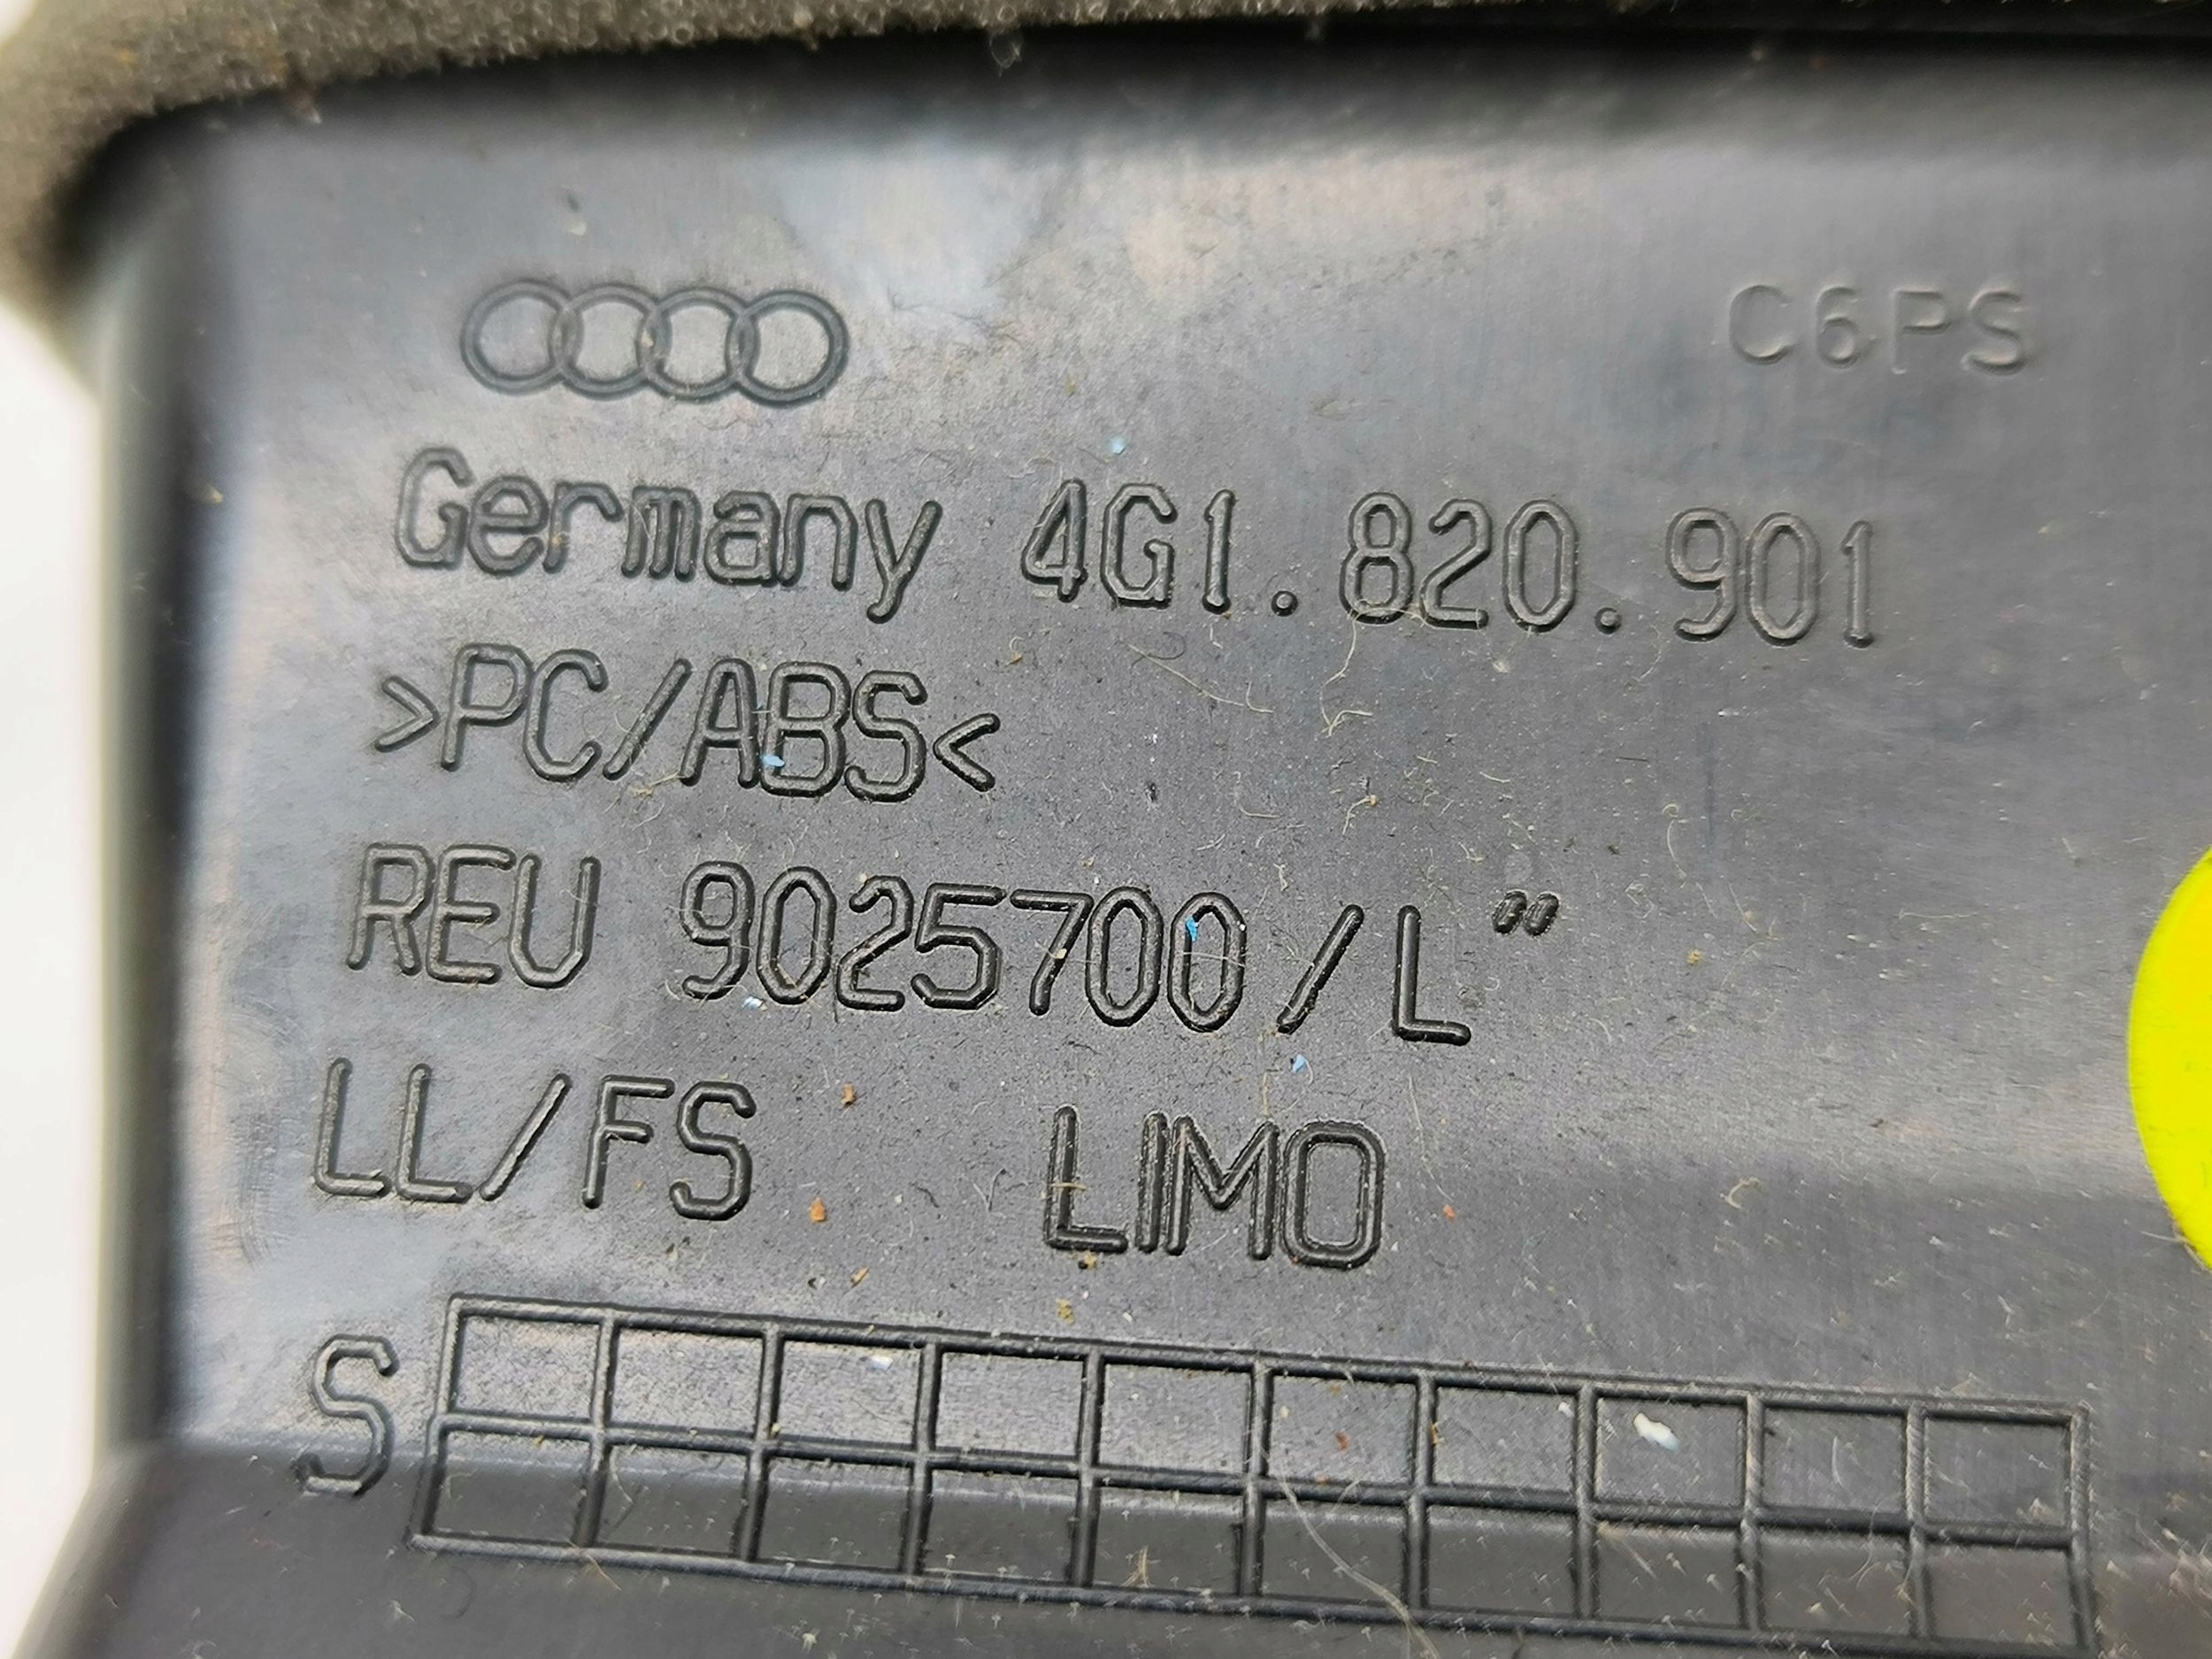 C6PS
Germany 4G1.820.901
>PC/ABS<
REU 9025700/L"
LL/FS LIMO
S